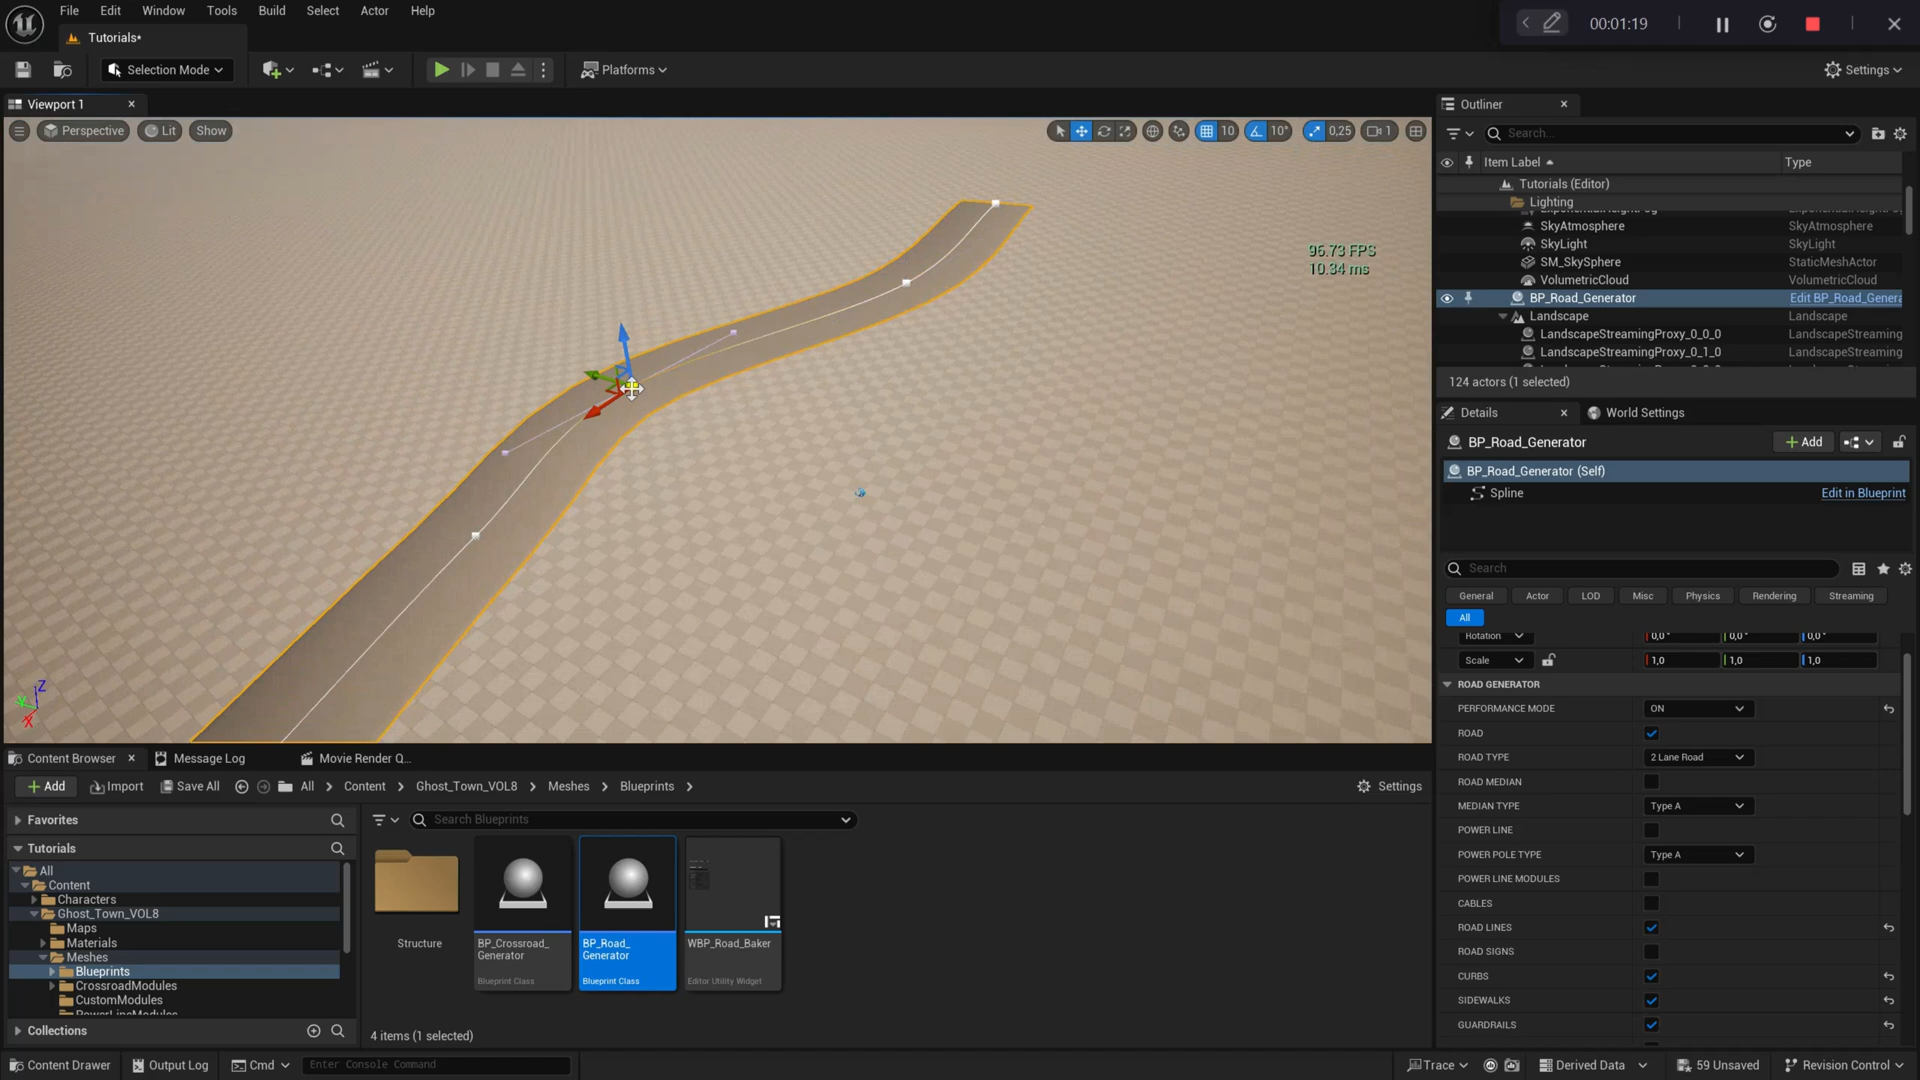 File Edit Window Tools Build Select Actor Help
00:01:19
Tutorials*
Selection Mode
Platforms
Settings
Viewport 1
Perspective Lit Show
10 10° 0,25 1
96.73 FPS
10.34 ms
Outliner
Search...
Item Label Type
Tutorials (Editor)
Lighting
SkyAtmosphere SkyAtmosphere
SkyLight SkyLight
SM_SkySphere StaticMeshActor
VolumetricCloud VolumetricCloud
BP_Road_Generator Edit BP_Road_Genera
Landscape Landscape
LandscapeStreamingProxy_0_0_0 LandscapeStreaming
LandscapeStreamingProxy_0_1_0 LandscapeStreaming
124 actors (1 selected)
Details World Settings
BP_Road_Generator Add
BP_Road_Generator (Self)
Spline Edit in Blueprint
Search
General Actor LOD Misc Physics Rendering Streaming
All
Rotation 0,0° 0,0° 0,0°
Scale 1,0 1,0 1,0
ROAD GENERATOR
PERFORMANCE MODE ON
ROAD
ROAD TYPE 2 Lane Road
ROAD MEDIAN
MEDIAN TYPE Type A
POWER LINE
POWER POLE TYPE Type A
POWER LINE MODULES
CABLES
ROAD LINES
ROAD SIGNS
CURBS
SIDEWALKS
GUARDRAILS
X Y Z
Content Browser Message Log Movie Render Q...
Add Import Save All All Content Ghost_Town_VOL8 Meshes Blueprints Settings
Favorites
Search Blueprints
Tutorials
All
Content
Characters
Ghost_Town_VOL8
Maps
Materials
Meshes
Blueprints
CrossroadModules
CustomModules
PowerLineModules
Collections
Structure
BP_Crossroad_
Generator
Blueprint Class
BP_Road_
Generator
Blueprint Class
WBP_Road_Baker
Editor Utility Widget
4 items (1 selected)
Content Drawer Output Log Cmd Enter Console Command Trace Derived Data 59 Unsaved Revision Control